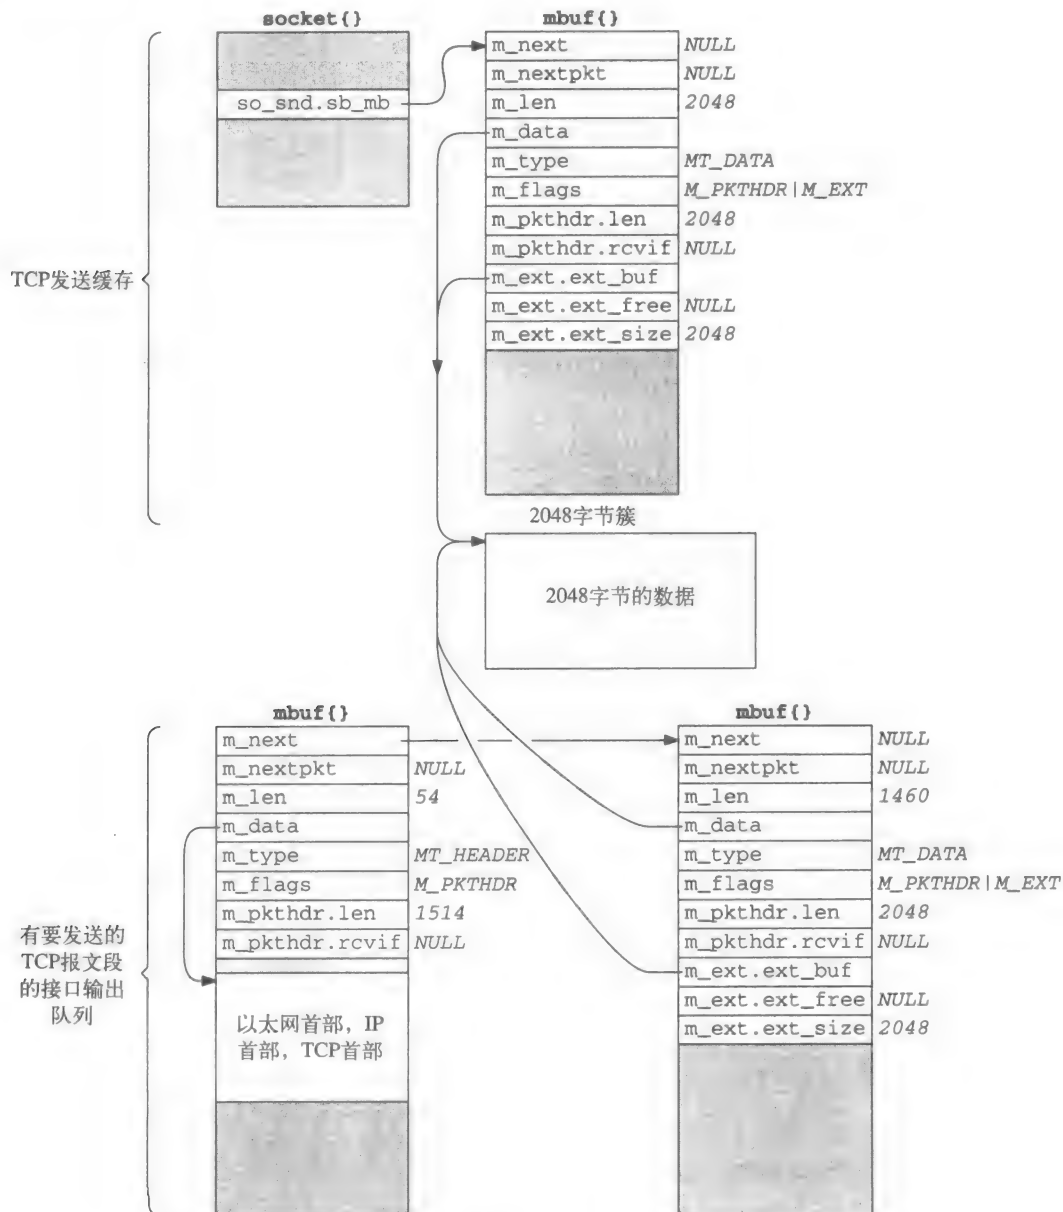 socket{}
so_snd.sb_mb
TCP发送缓存
mbuf{}
m_next NULL
m_nextpkt NULL
m_len 2048
m_data
m_type MT_DATA
m_flags M_PKTHDR|M_EXT
m_pkthdr.len 2048
m_pkthdr.rcvif NULL
m_ext.ext_buf
m_ext.ext_free NULL
m_ext.ext_size 2048
2048字节簇
2048字节的数据
mbuf{}
m_next
m_nextpkt NULL
m_len 54
m_data
m_type MT_HEADER
m_flags M_PKTHDR
m_pkthdr.len 1514
m_pkthdr.rcvif NULL
以太网首部，IP
首部，TCP首部
有要发送的
TCP报文段
的接口输出
队列
mbuf{}
m_next NULL
m_nextpkt NULL
m_len 1460
m_data
m_type MT_DATA
m_flags M_PKTHDR|M_EXT
m_pkthdr.len 2048
m_pkthdr.rcvif NULL
m_ext.ext_buf
m_ext.ext_free NULL
m_ext.ext_size 2048